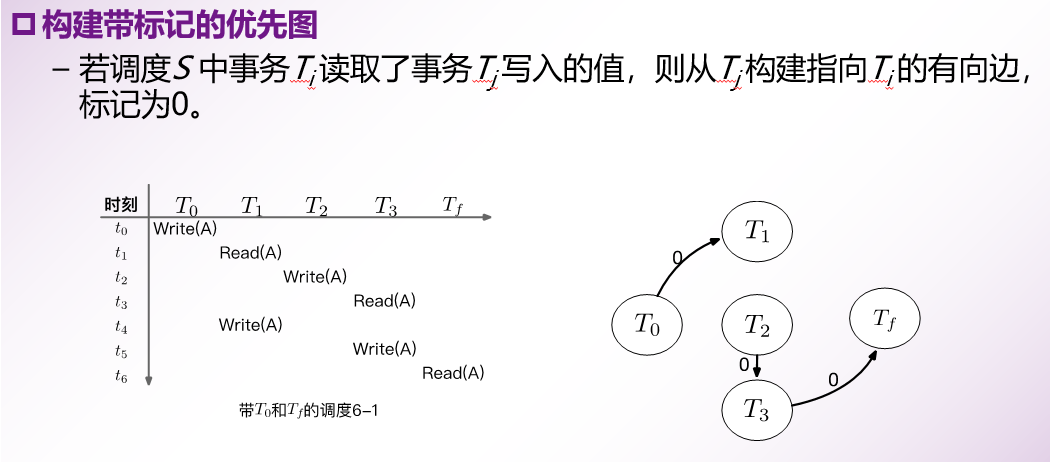 构建带标记的优先图
– 若调度S 中事务Ti读取了事务Tj写入的值，则从Tj构建指向Ti的有向边，
标记为0。
时刻 T0 T1 T2 T3 Tf
t0 Write(A)
t1 Read(A)
t2 Write(A)
t3 Read(A)
t4 Write(A)
t5 Write(A)
t6 Read(A)
带T0和Tf的调度6–1
T1
0
T0 T2 Tf
0
0
T3